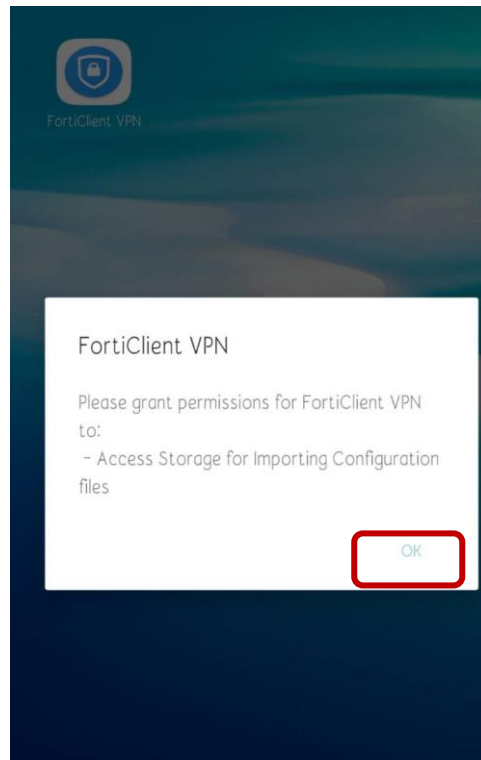 FortiClient VPN
FortiClient VPN
Please grant permissions for FortiClient VPN
to:
- Access Storage for Importing Configuration
files
OK